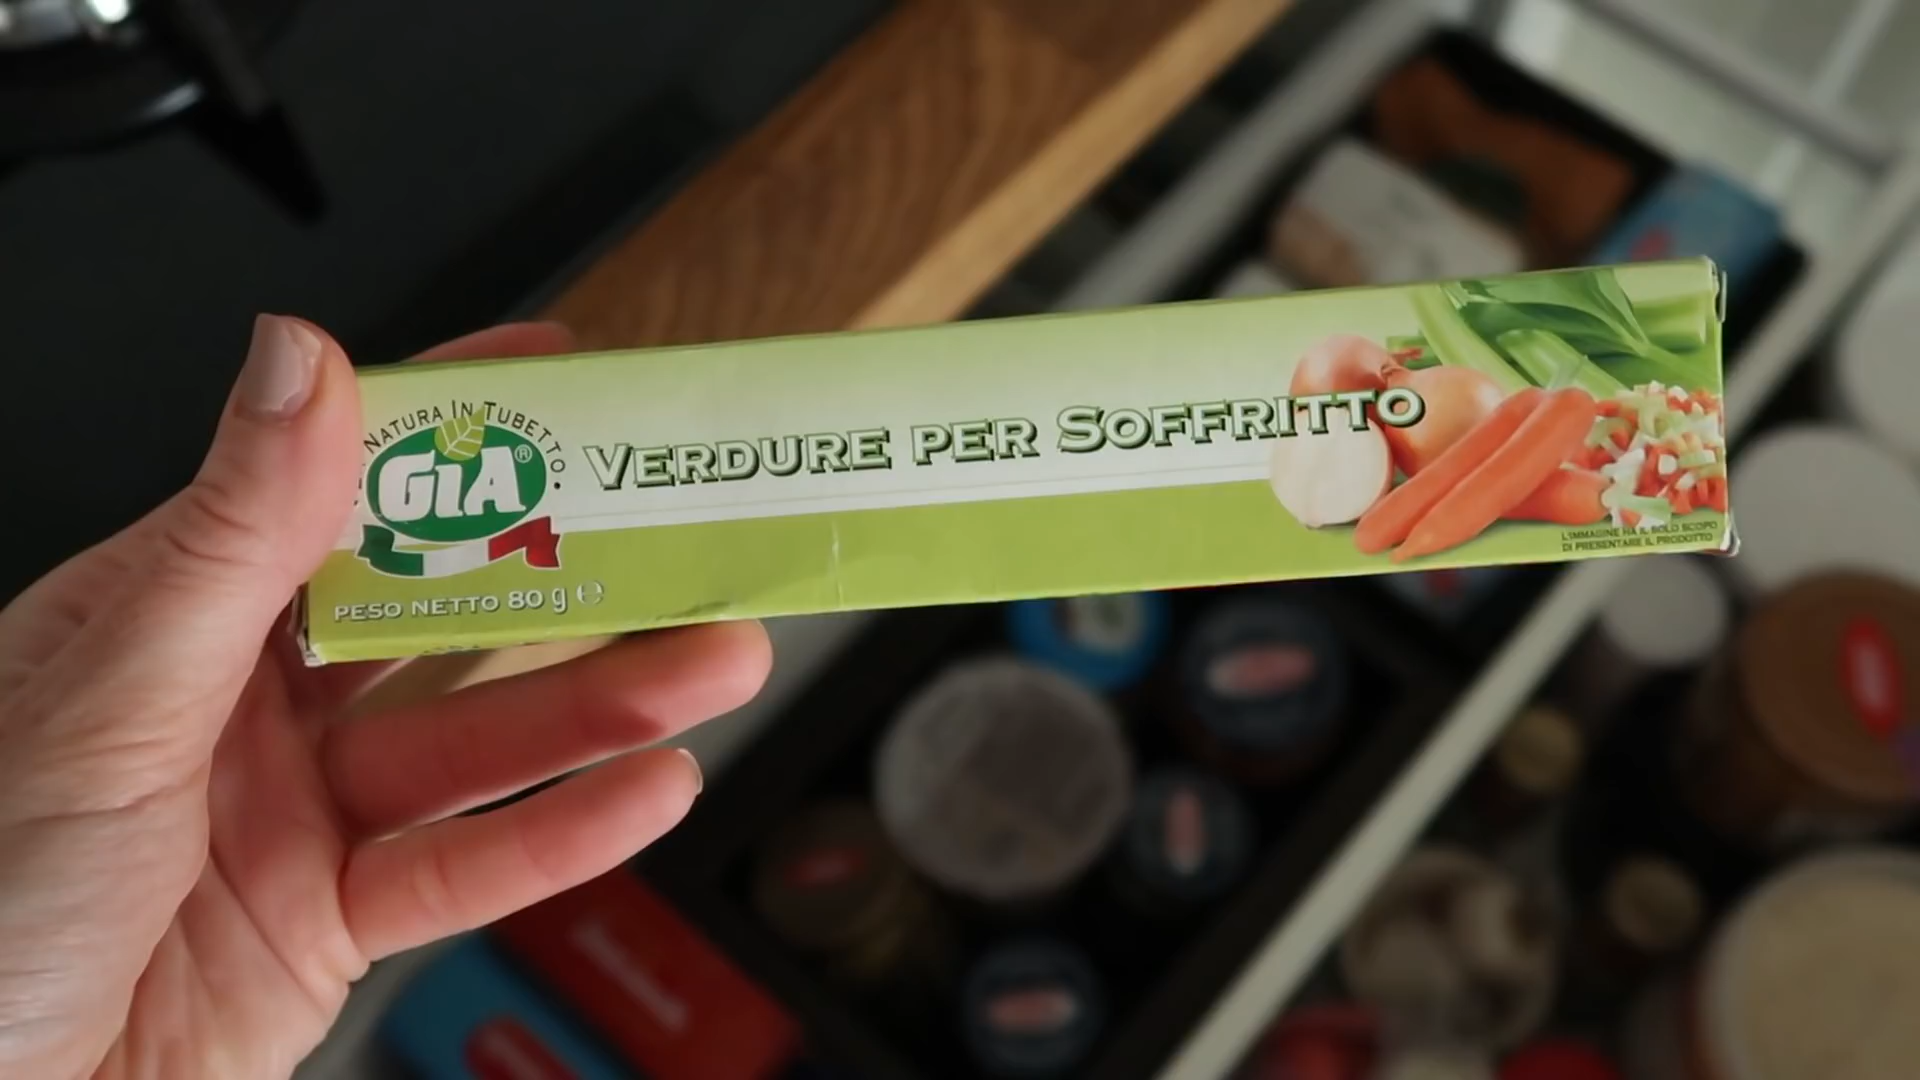 NATURA IN TUBETTO.
GIA®
VERDURE PER SOFFRITTO
PESO NETTO 80 g ℮
L'IMMAGINE HA IL SOLO SCOPO
DI PRESENTARE IL PRODOTTO